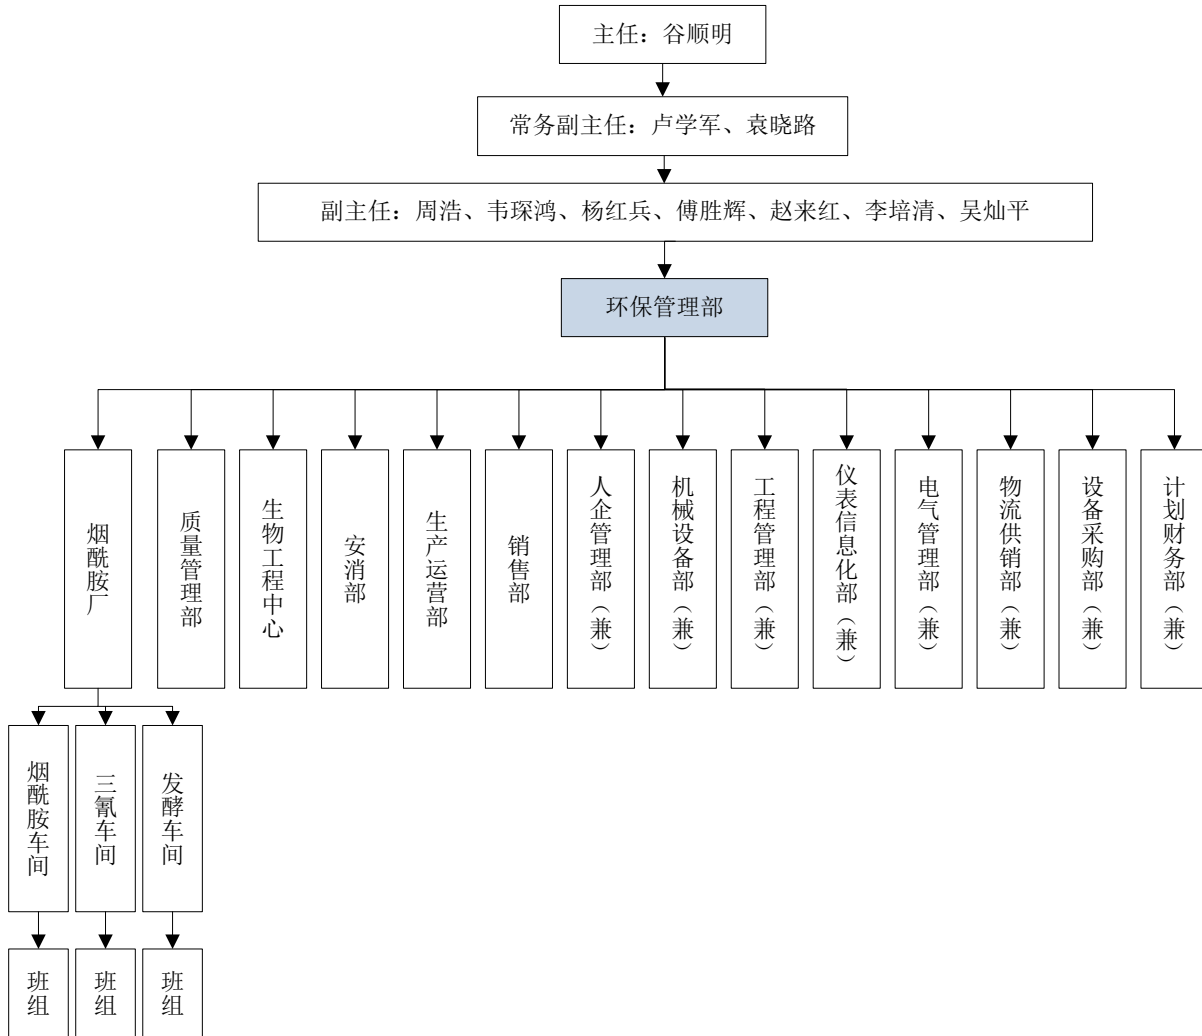 主任：谷顺明
常务副主任：卢学军、袁晓路
副主任：周浩、韦琛鸿、杨红兵、傅胜辉、赵来红、李培清、吴灿平
环保管理部
烟酰胺厂
质量管理部
生物工程中心
安消部
生产运营部
销售部
人企管理部（兼）
机械设备部（兼）
工程管理部（兼）
仪表信息化部（兼）
电气管理部（兼）
物流供销部（兼）
设备采购部（兼）
计划财务部（兼）
烟酰胺车间
三氰车间
发酵车间
班组
班组
班组